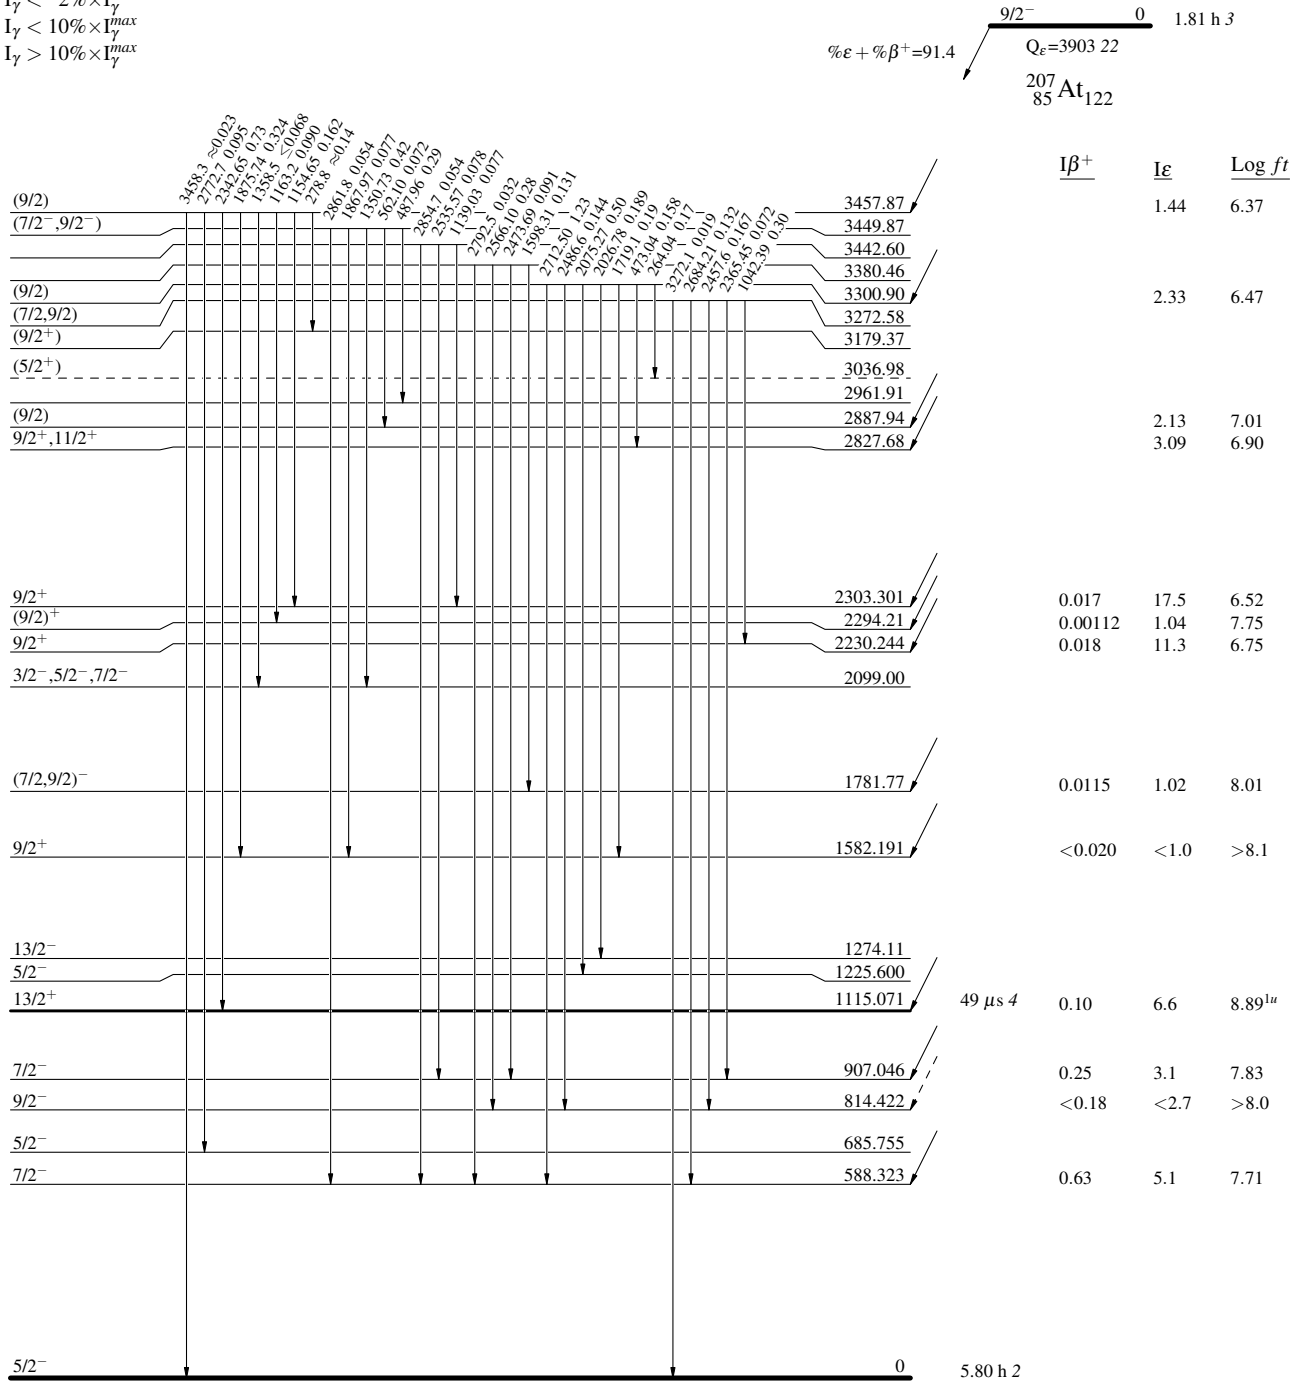 I_γ < 2%×I_γ^max
I_γ < 10%×I_γ^max
I_γ > 10%×I_γ^max
9/2⁻ 0 1.81 h 3
%ε + %β⁺=91.4
Q_ε=3903 22
²⁰⁷₈₅At₁₂₂
3458.3 ≈0.023
2772.7 0.095
2342.65 0.73
1875.74 0.324
1358.5 ≤0.068
1163.2 0.090
1154.65 0.162
278.8 ≈0.14
2861.8 0.054
1867.97 0.077
1350.73 0.42
562.10 0.072
487.96 0.29
2854.7 0.054
2535.57 0.078
1139.03 0.077
2792.5 0.032
2566.10 0.28
2473.69 0.091
1598.31 0.131
2712.50 1.23
2486.6 0.144
2075.27 0.50
2026.78 0.189
1719.1 0.19
473.04 0.158
264.04 0.17
3272.1 0.019
2684.21 0.132
2457.6 0.167
2365.45 0.072
1042.39 0.30
Iβ⁺ Iε Log ft
(9/2) 3457.87 1.44 6.37
(7/2⁻,9/2⁻) 3449.87
3442.60
3380.46
(9/2) 3300.90 2.33 6.47
(7/2,9/2) 3272.58
(9/2⁺) 3179.37
(5/2⁺) 3036.98
2961.91
(9/2) 2887.94 2.13 7.01
9/2⁺,11/2⁺ 2827.68 3.09 6.90
9/2⁺ 2303.301 0.017 17.5 6.52
(9/2)⁺ 2294.21 0.00112 1.04 7.75
9/2⁺ 2230.244 0.018 11.3 6.75
3/2⁻,5/2⁻,7/2⁻ 2099.00
(7/2,9/2)⁻ 1781.77 0.0115 1.02 8.01
9/2⁺ 1582.191 <0.020 <1.0 >8.1
13/2⁻ 1274.11
5/2⁻ 1225.600
13/2⁺ 1115.071 49 μs 4 0.10 6.6 8.89¹ᵘ
7/2⁻ 907.046 0.25 3.1 7.83
9/2⁻ 814.422 <0.18 <2.7 >8.0
5/2⁻ 685.755
7/2⁻ 588.323 0.63 5.1 7.71
5/2⁻ 0 5.80 h 2